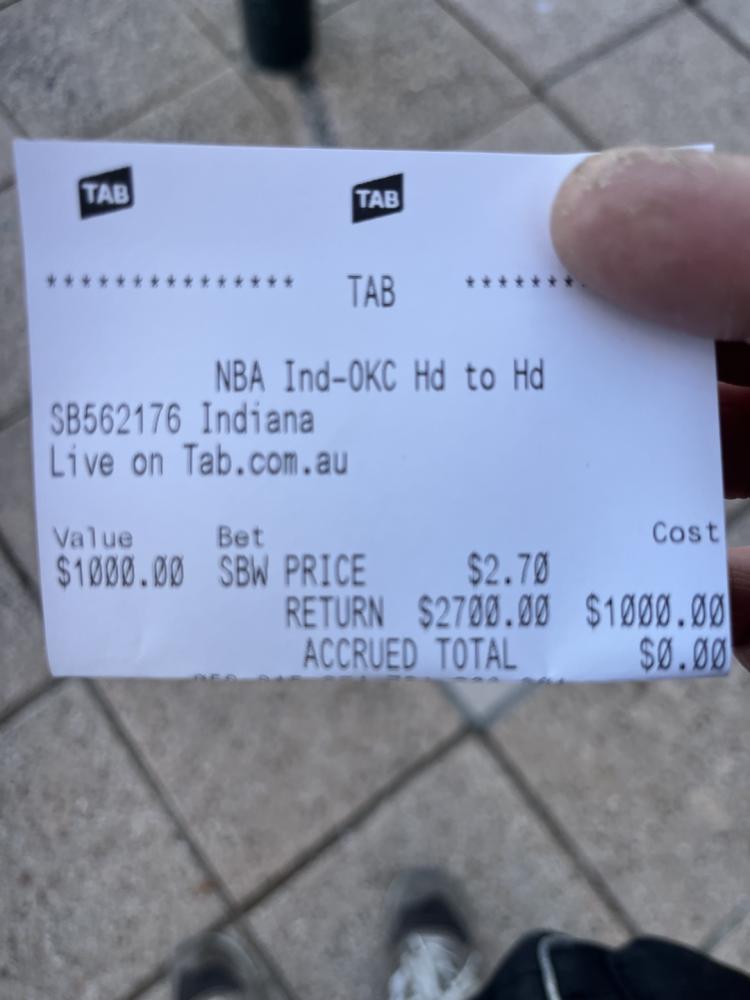 TAB TAB
*************** TAB *******
NBA Ind-OKC Hd to Hd
SB562176 Indiana
Live on Tab.com.au
Value Bet Cost
$1000.00 SBW PRICE $2.70
RETURN $2700.00 $1000.00
ACCRUED TOTAL $0.00